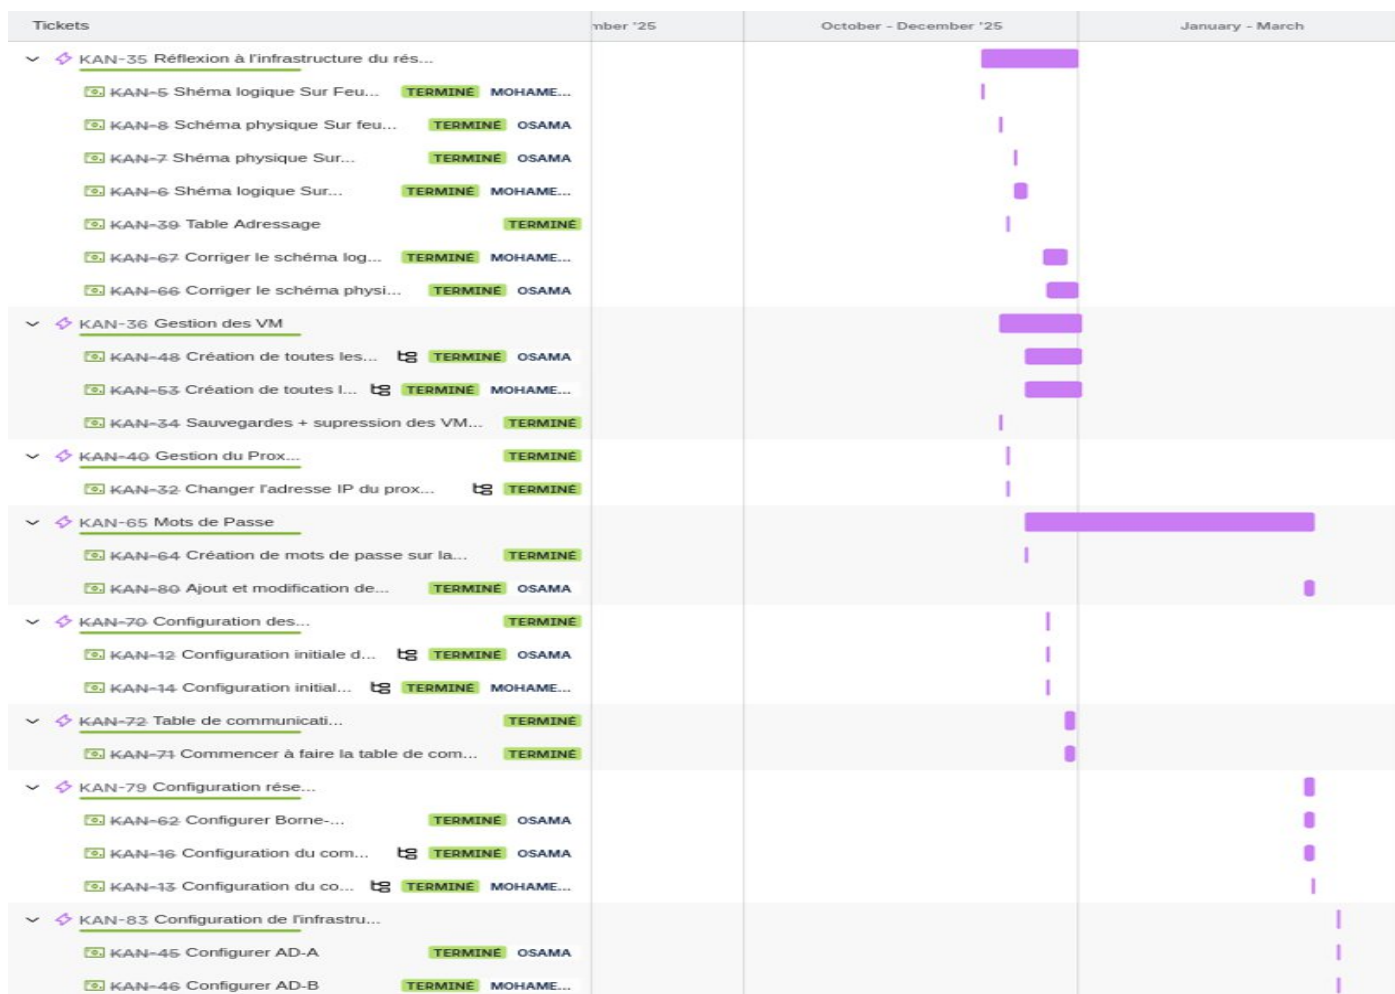 Tickets mber '25 October - December '25 January - March
KAN-35 Réflexion à l'infrastructure du rés...
KAN-5 Shéma logique Sur Feu... TERMINÉ MOHAME...
KAN-8 Schéma physique Sur feu... TERMINÉ OSAMA
KAN-7 Shéma physique Sur... TERMINÉ OSAMA
KAN-6 Shéma logique Sur... TERMINÉ MOHAME...
KAN-39 Table Adressage TERMINÉ
KAN-67 Corriger le schéma log... TERMINÉ MOHAME...
KAN-66 Corriger le schéma physi... TERMINÉ OSAMA
KAN-36 Gestion des VM
KAN-48 Création de toutes les... TERMINÉ OSAMA
KAN-53 Création de toutes l... TERMINÉ MOHAME...
KAN-34 Sauvegardes + supression des VM... TERMINÉ
KAN-40 Gestion du Prox... TERMINÉ
KAN-32 Changer l'adresse IP du prox... TERMINÉ
KAN-65 Mots de Passe
KAN-64 Création de mots de passe sur la... TERMINÉ
KAN-80 Ajout et modification de... TERMINÉ OSAMA
KAN-70 Configuration des... TERMINÉ
KAN-12 Configuration initiale d... TERMINÉ OSAMA
KAN-14 Configuration initial... TERMINÉ MOHAME...
KAN-72 Table de communicati... TERMINÉ
KAN-71 Commencer à faire la table de com... TERMINÉ
KAN-79 Configuration rése...
KAN-62 Configurer Borne-... TERMINÉ OSAMA
KAN-16 Configuration du com... TERMINÉ OSAMA
KAN-13 Configuration du co... TERMINÉ MOHAME...
KAN-83 Configuration de l'infrastru...
KAN-45 Configurer AD-A TERMINÉ OSAMA
KAN-46 Configurer AD-B TERMINÉ MOHAME...